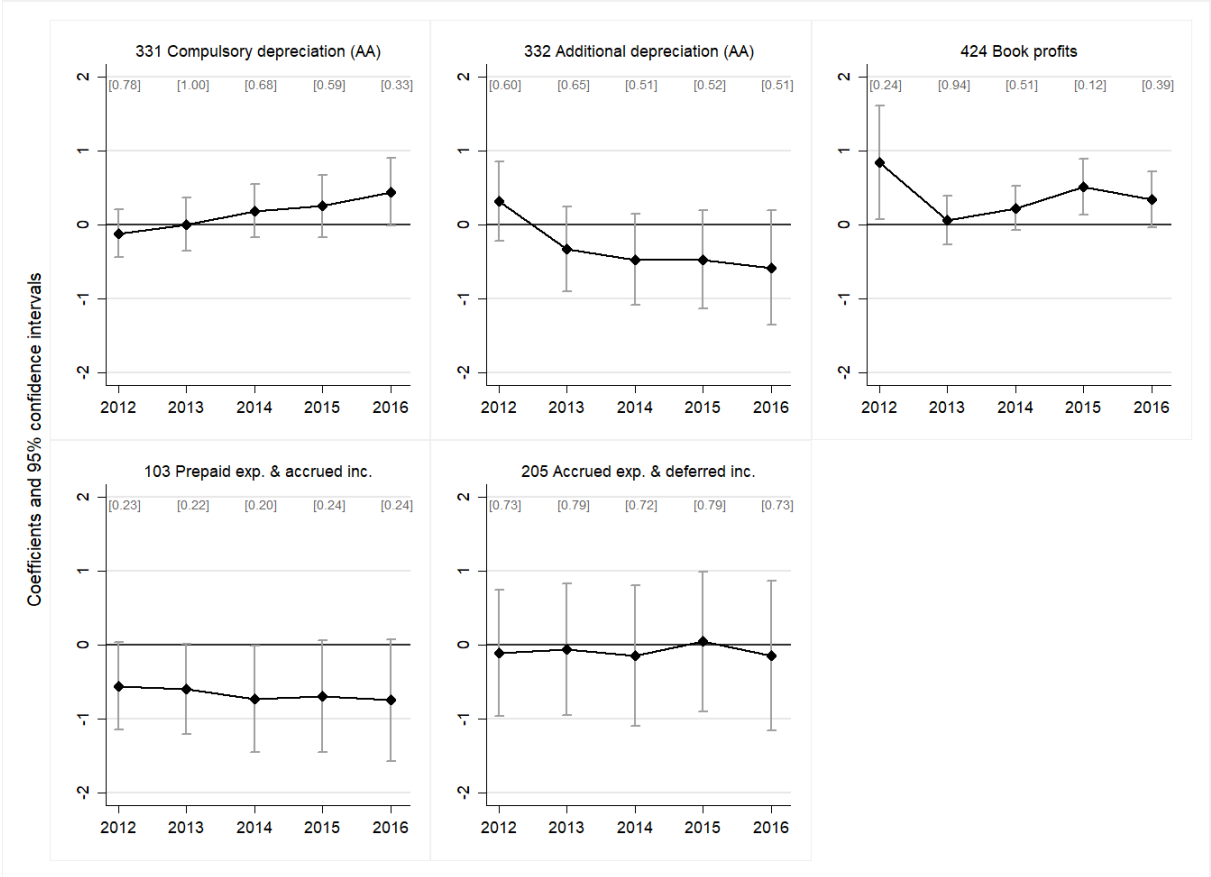 Coefficients and 95% confidence intervals
331 Compulsory depreciation (AA)
[0.78] [1.00] [0.68] [0.59] [0.33]
2
1
0
-1
-2
2012 2013 2014 2015 2016
332 Additional depreciation (AA)
[0.60] [0.65] [0.51] [0.52] [0.51]
2
1
0
-1
-2
2012 2013 2014 2015 2016
424 Book profits
[0.24] [0.94] [0.51] [0.12] [0.39]
2
1
0
-1
-2
2012 2013 2014 2015 2016
103 Prepaid exp. & accrued inc.
[0.23] [0.22] [0.20] [0.24] [0.24]
2
1
0
-1
-2
2012 2013 2014 2015 2016
205 Accrued exp. & deferred inc.
[0.73] [0.79] [0.72] [0.79] [0.73]
2
1
0
-1
-2
2012 2013 2014 2015 2016